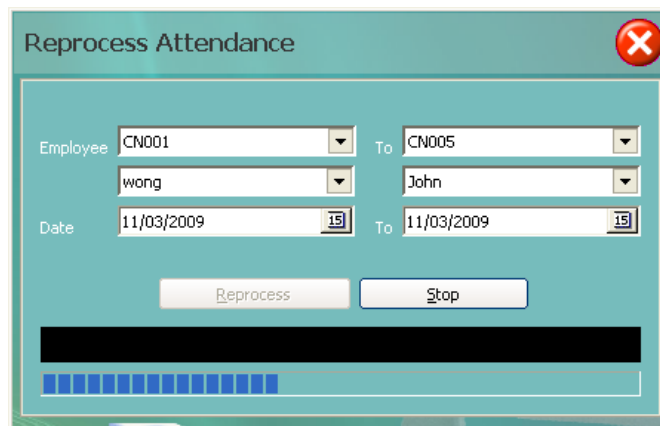 Reprocess Attendance
Employee CN001 To CN005
wong John
Date 11/03/2009 15 To 11/03/2009 15
Reprocess Stop